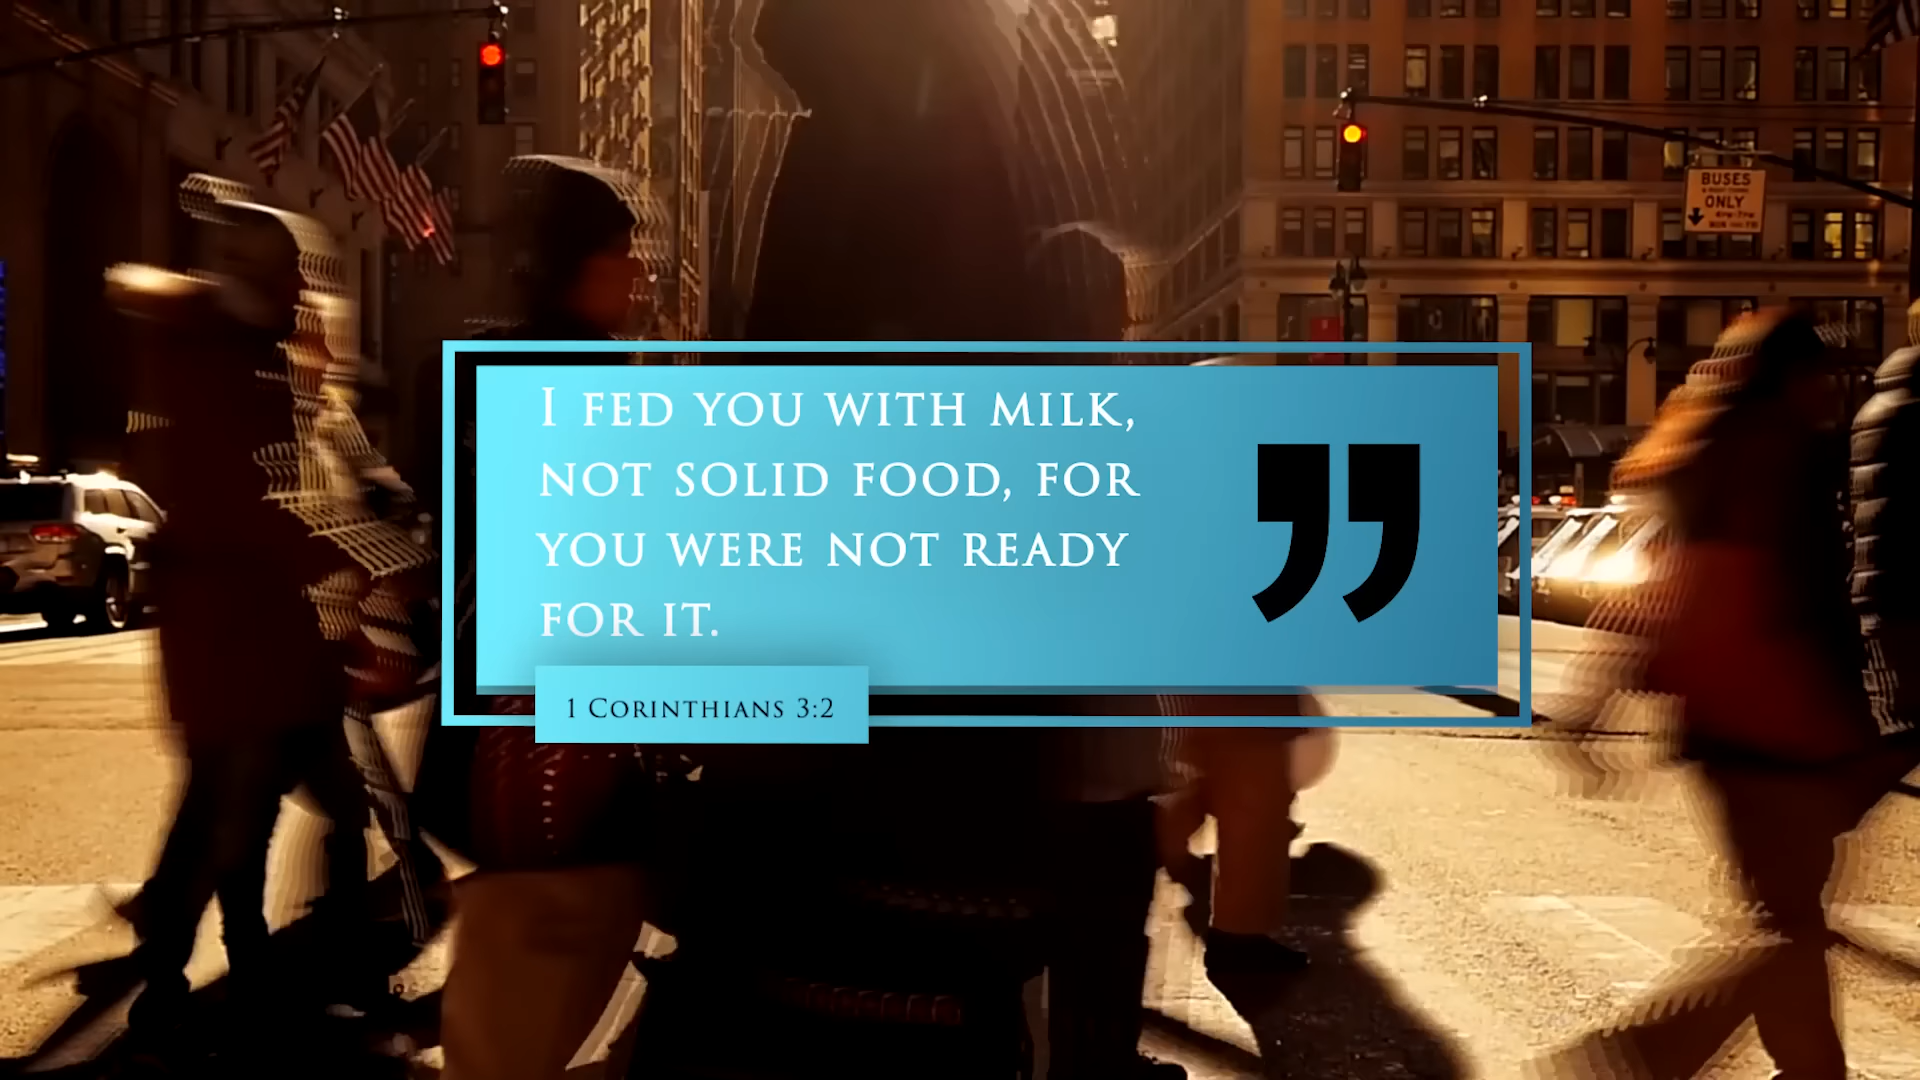 BUSES
ONLY
I FED YOU WITH MILK,
NOT SOLID FOOD, FOR
YOU WERE NOT READY
FOR IT.
”
1 CORINTHIANS 3:2